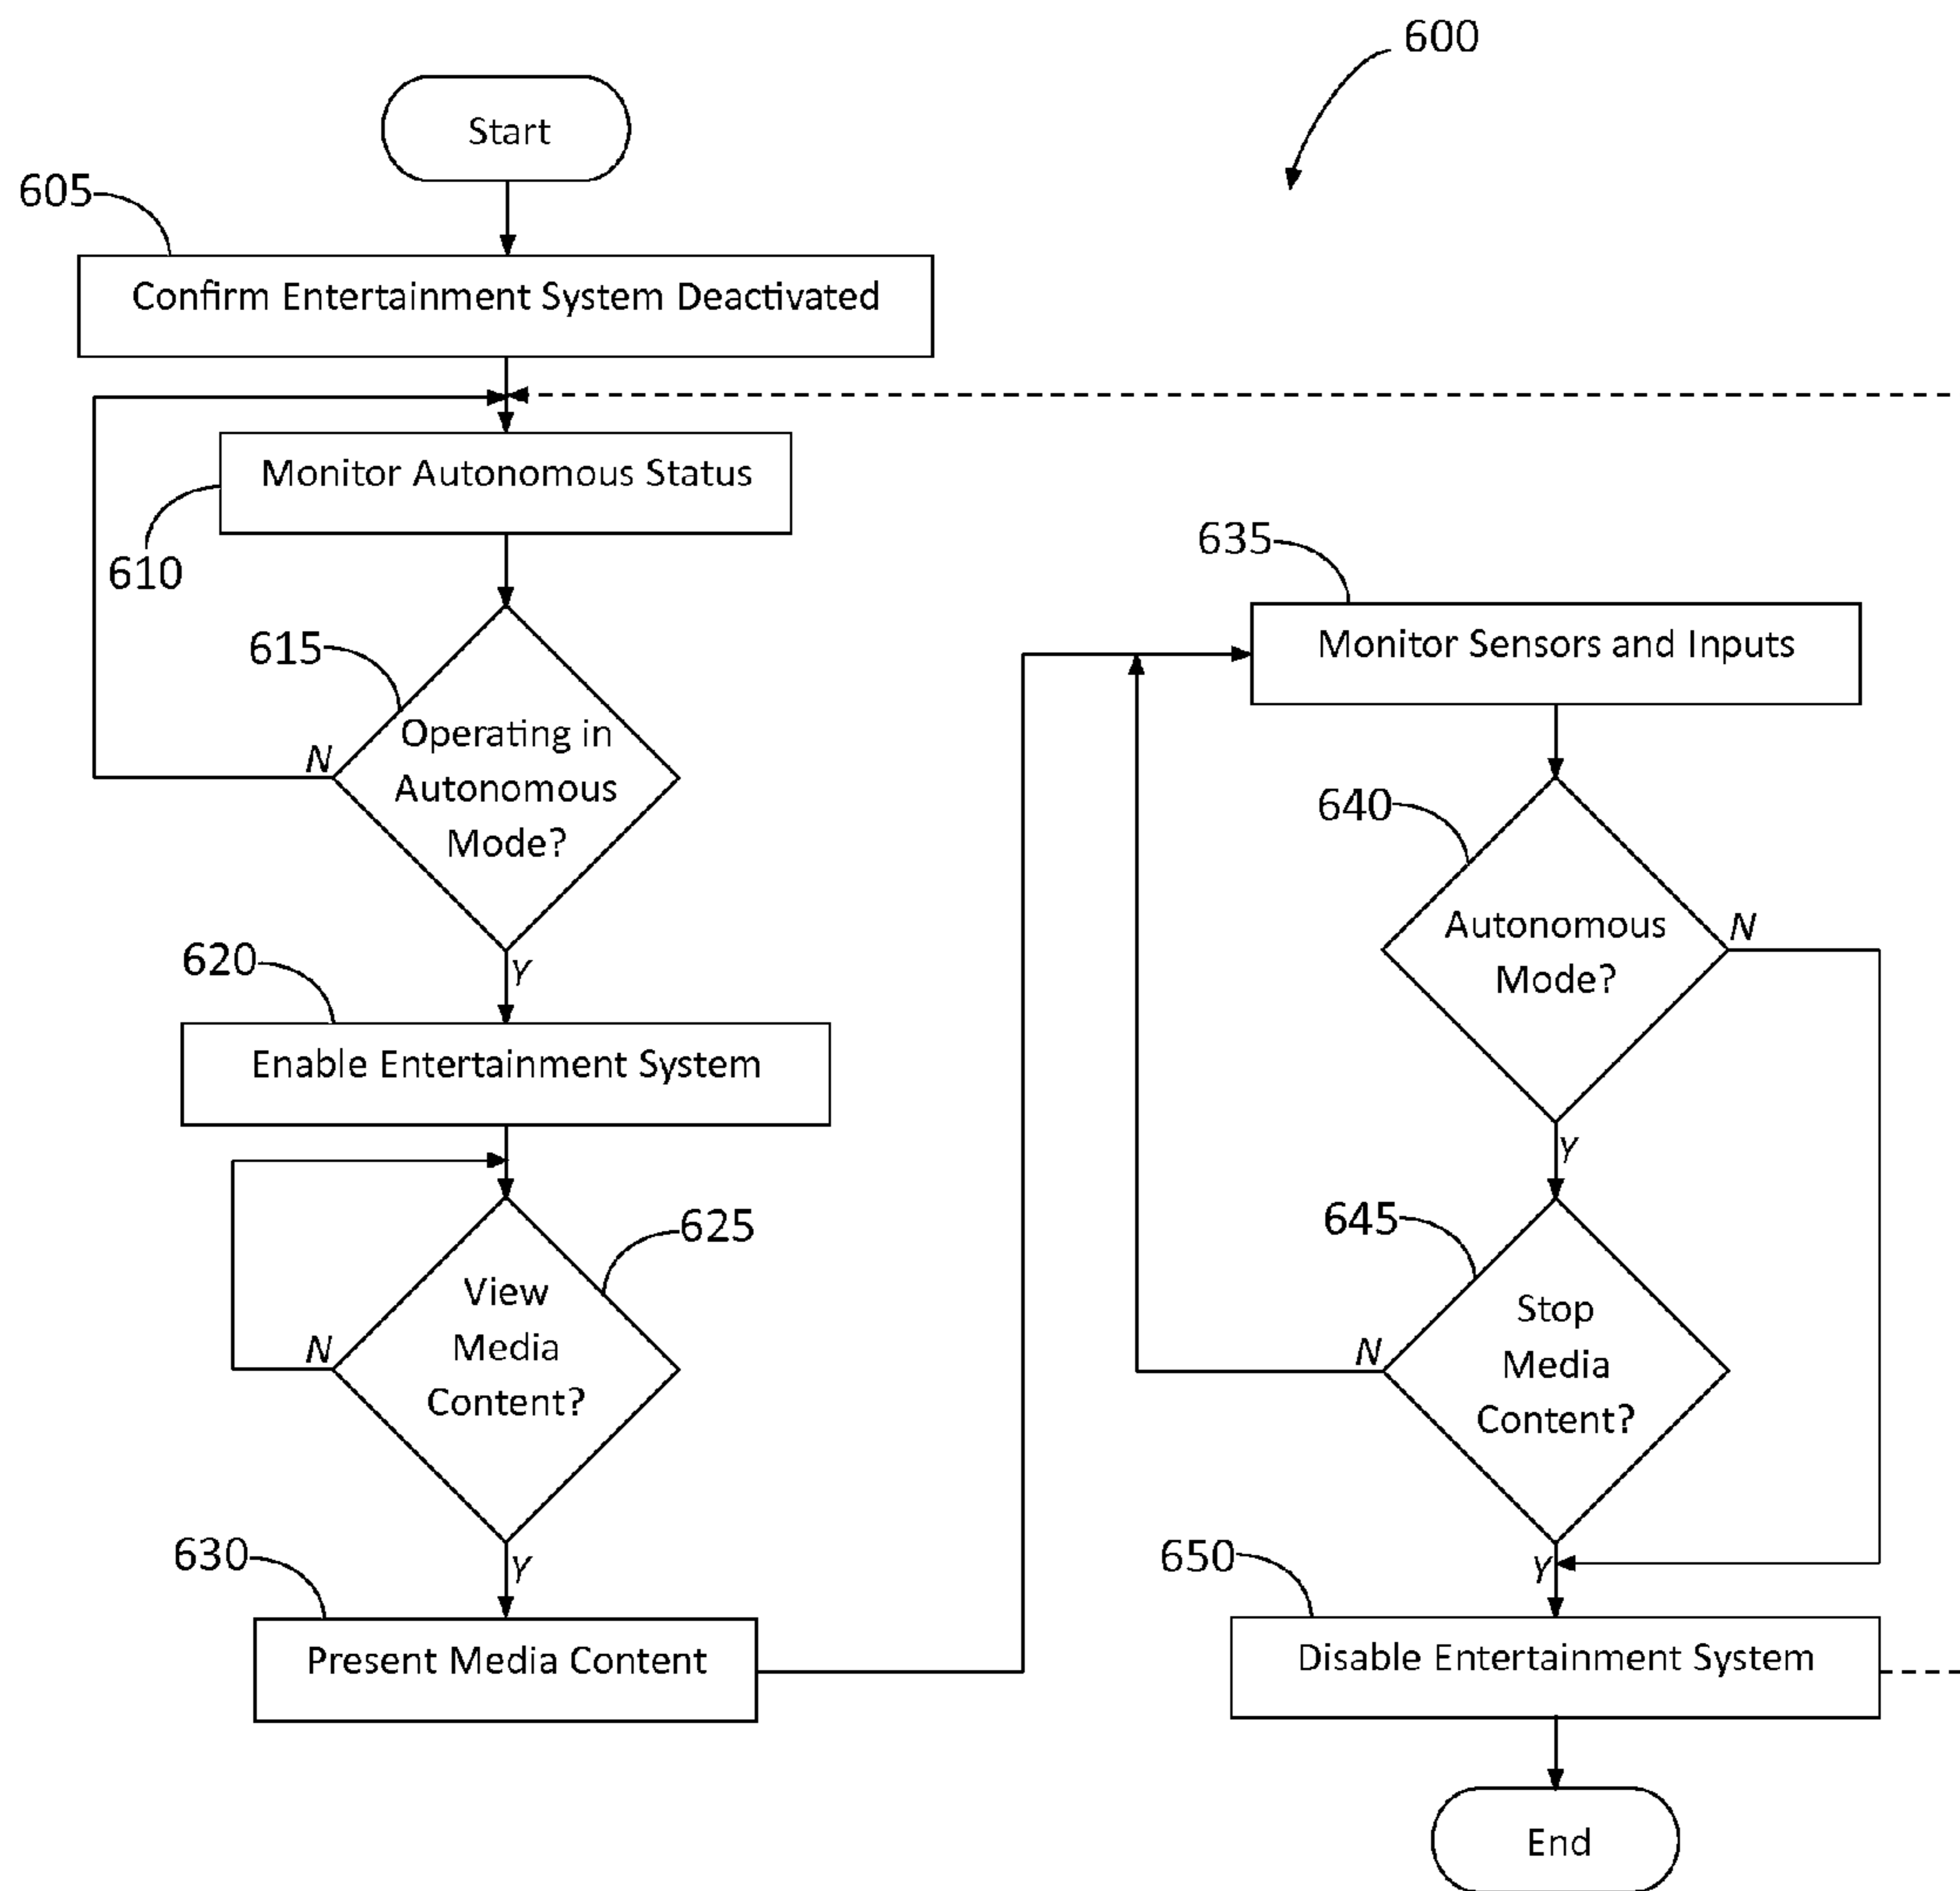 600
Start
605
Confirm Entertainment System Deactivated
Monitor Autonomous Status
610
615
Operating in
Autonomous
Mode?
N
Y
620
Enable Entertainment System
625
View
Media
Content?
N
Y
630
Present Media Content
635
Monitor Sensors and Inputs
640
Autonomous
Mode?
N
Y
645
Stop
Media
Content?
N
Y
650
Disable Entertainment System
End